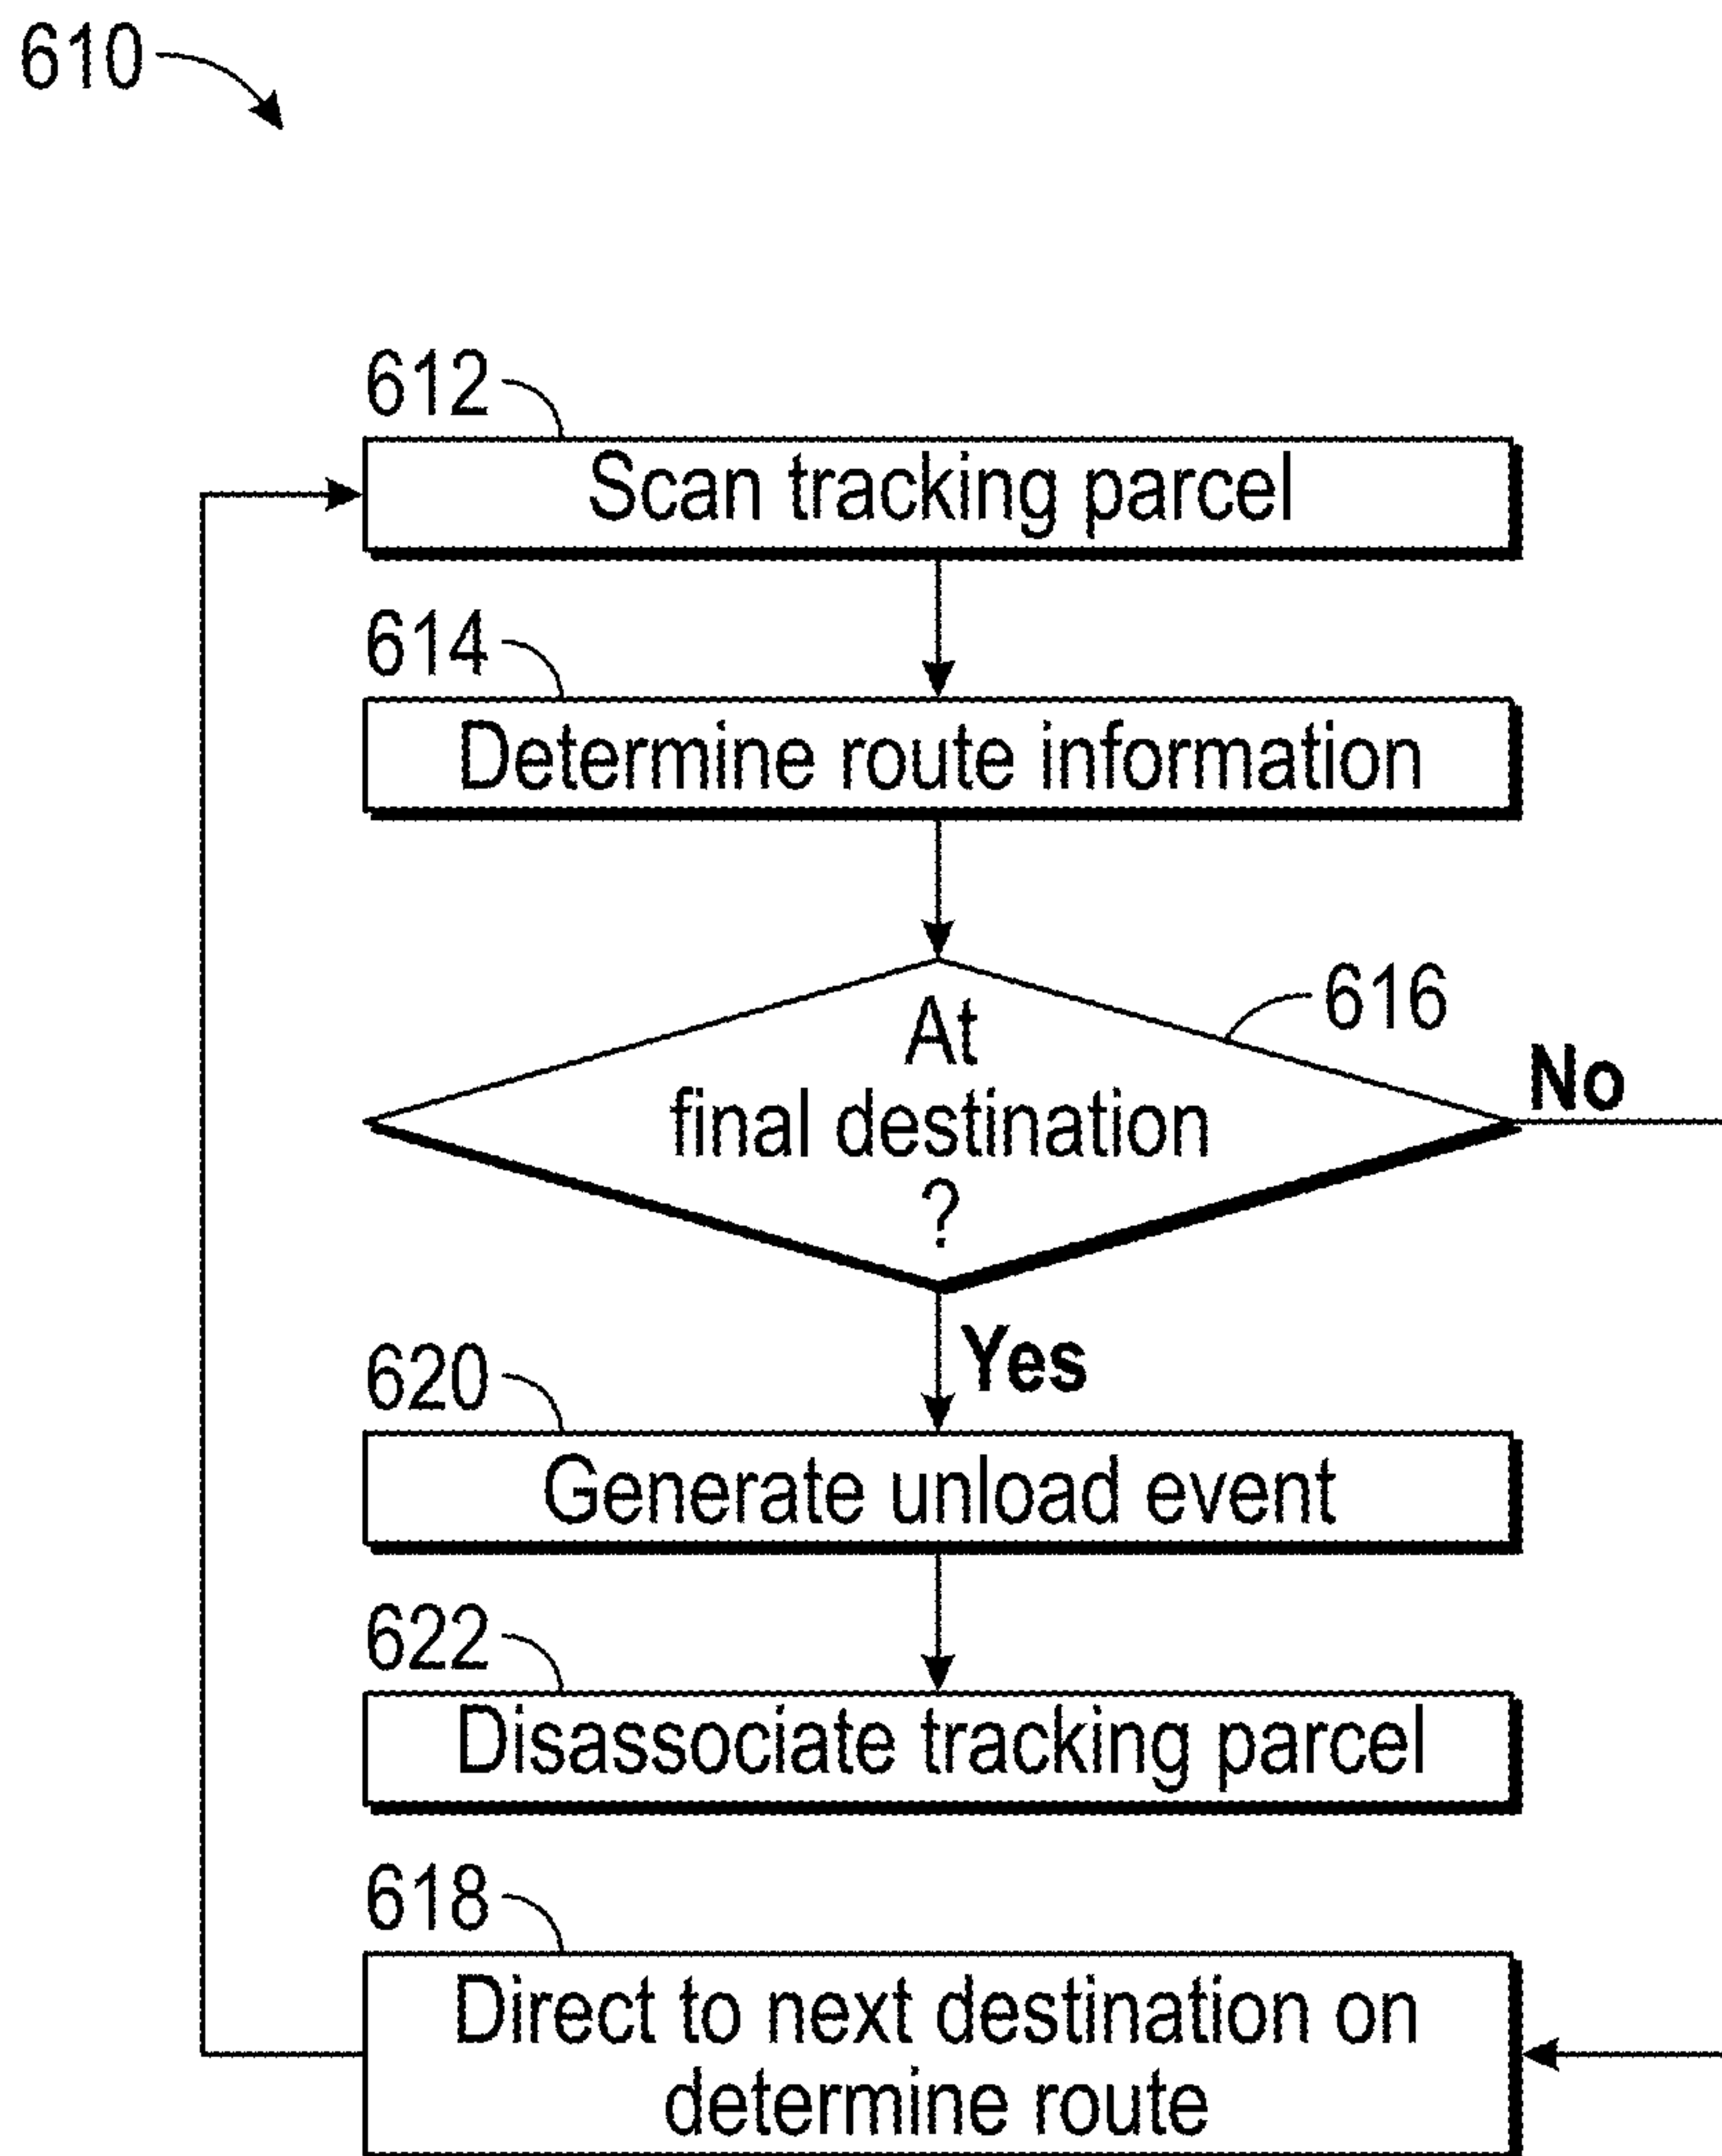 610
612
Scan tracking parcel
614
Determine route information
616
At
final destination
?
No
Yes
620
Generate unload event
622
Disassociate tracking parcel
618
Direct to next destination on
determine route